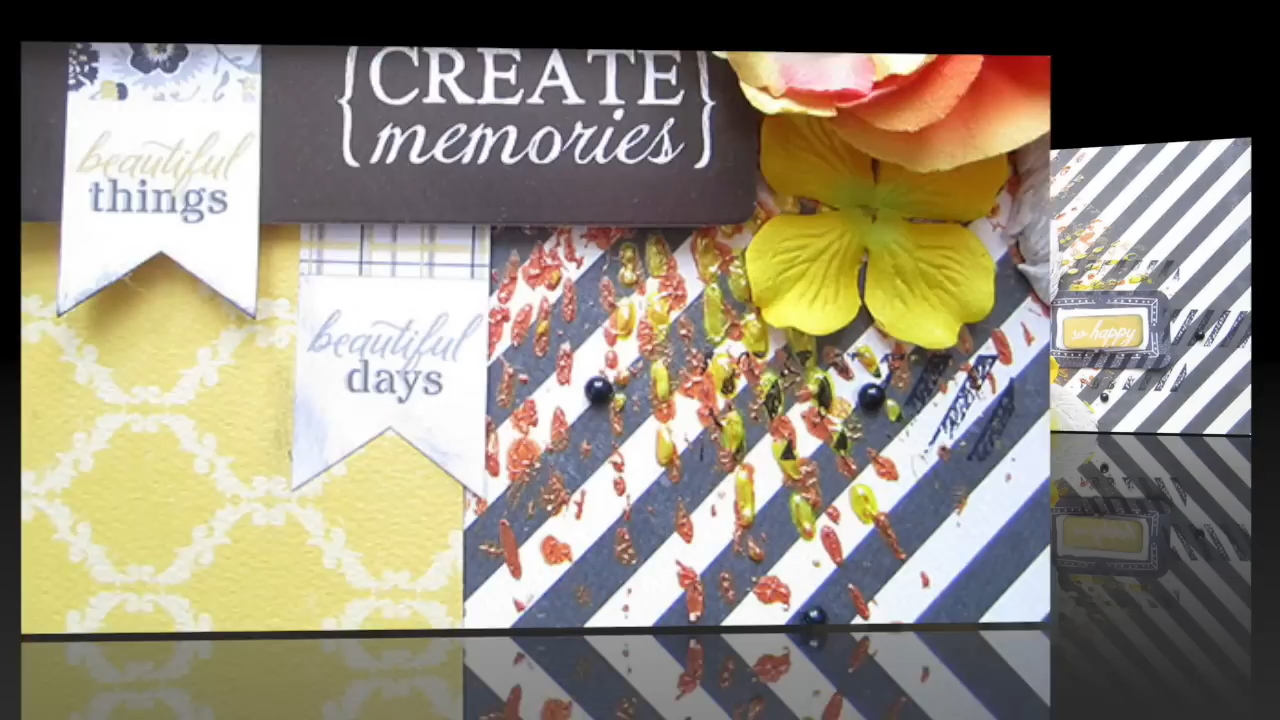 {CREATE
memories}
beautiful
things
beautiful
days
so happy